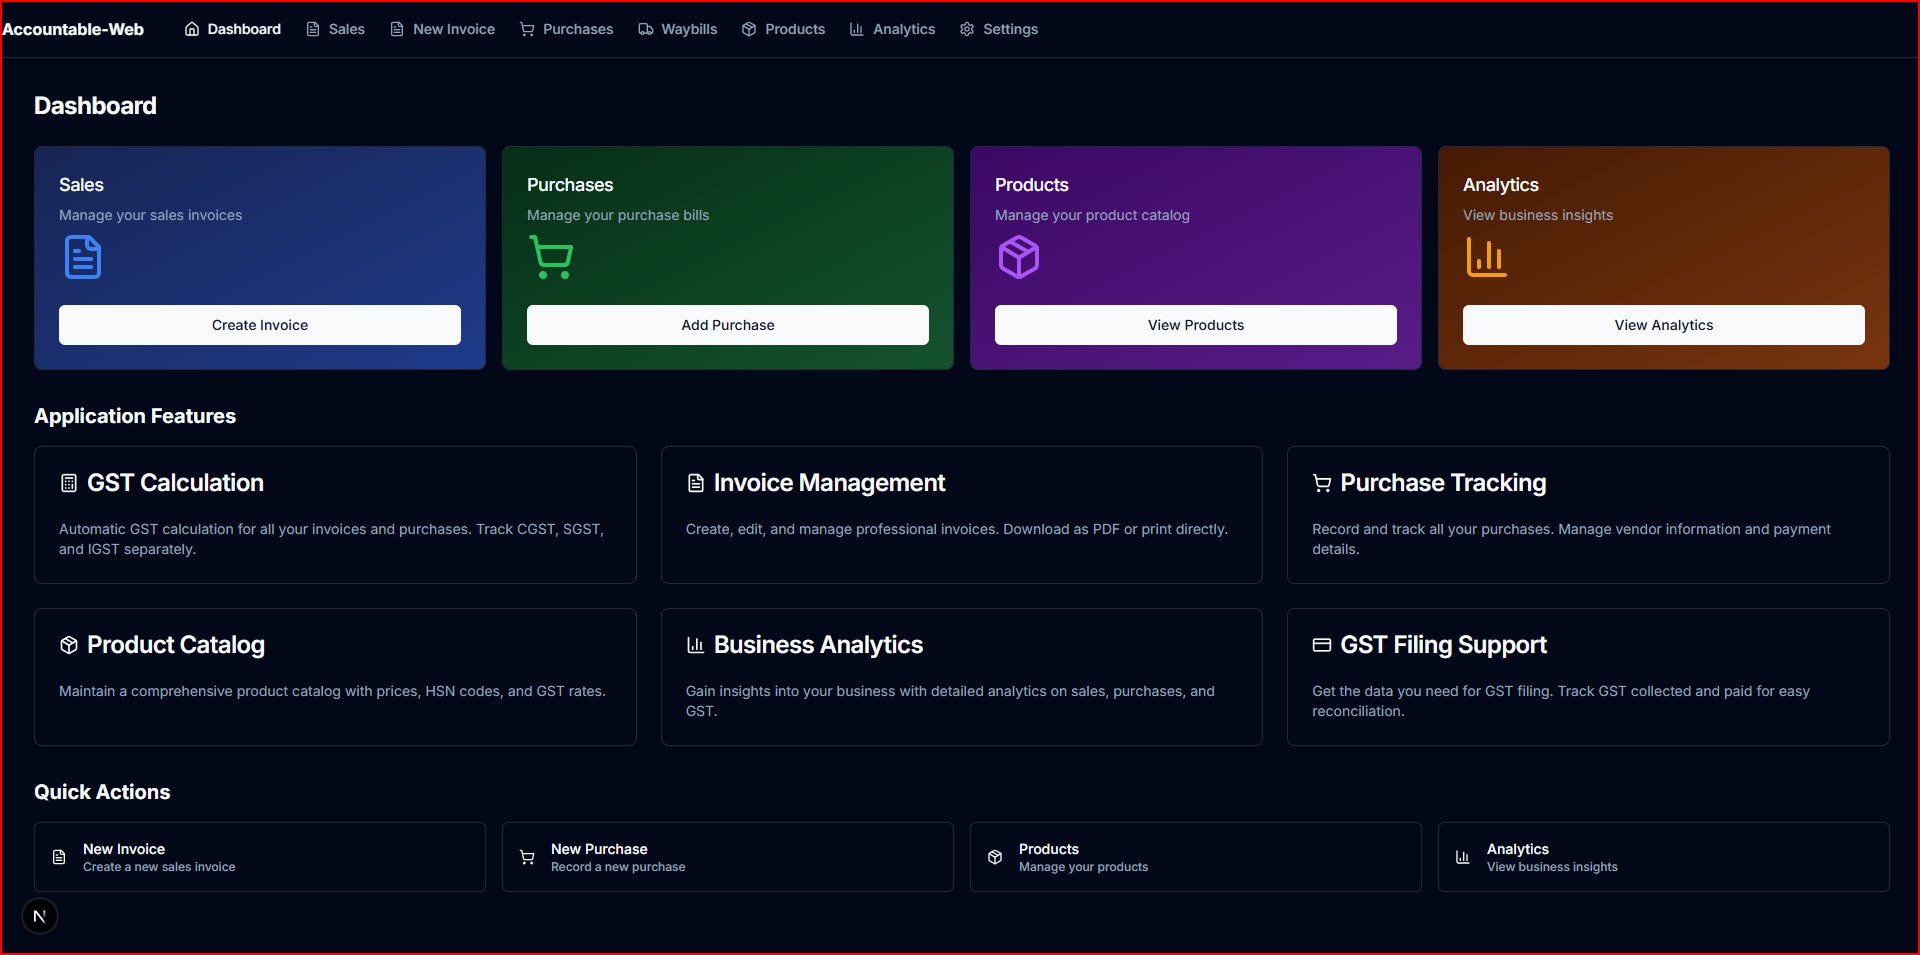 Accountable-Web
Dashboard
Sales
New Invoice
Purchases
Waybills
Products
Analytics
Settings
Dashboard
Sales
Manage your sales invoices
Create Invoice
Purchases
Manage your purchase bills
Add Purchase
Products
Manage your product catalog
View Products
Analytics
View business insights
View Analytics
Application Features
GST Calculation
Automatic GST calculation for all your invoices and purchases. Track CGST, SGST,
and IGST separately.
Invoice Management
Create, edit, and manage professional invoices. Download as PDF or print directly.
Purchase Tracking
Record and track all your purchases. Manage vendor information and payment
details.
Product Catalog
Maintain a comprehensive product catalog with prices, HSN codes, and GST rates.
Business Analytics
Gain insights into your business with detailed analytics on sales, purchases, and
GST.
GST Filing Support
Get the data you need for GST filing. Track GST collected and paid for easy
reconciliation.
Quick Actions
New Invoice
Create a new sales invoice
New Purchase
Record a new purchase
Products
Manage your products
Analytics
View business insights
N